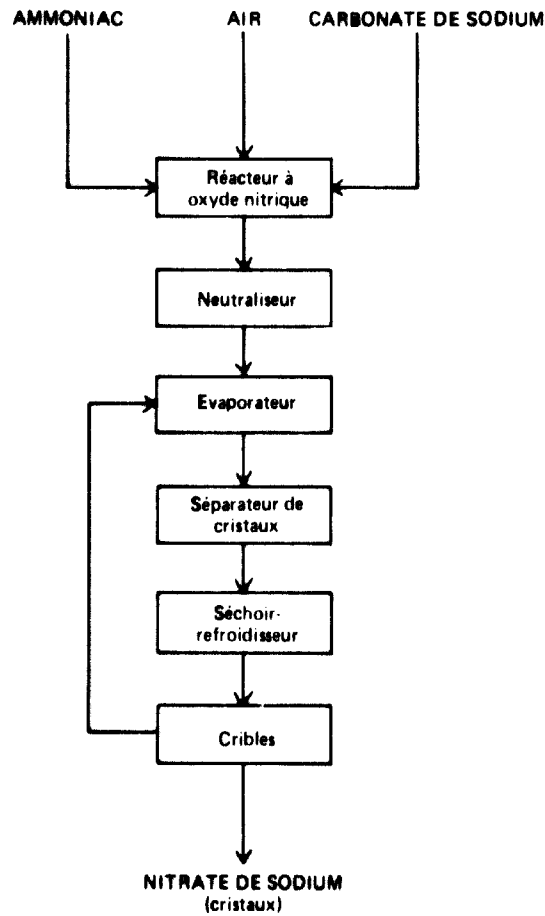 AMMONIAC
AIR
CARBONATE DE SODIUM
Réacteur à
oxyde nitrique
Neutraliseur
Evaporateur
Séparateur de
cristaux
Séchoir-
refroidisseur
Cribles
NITRATE DE SODIUM
(cristaux)